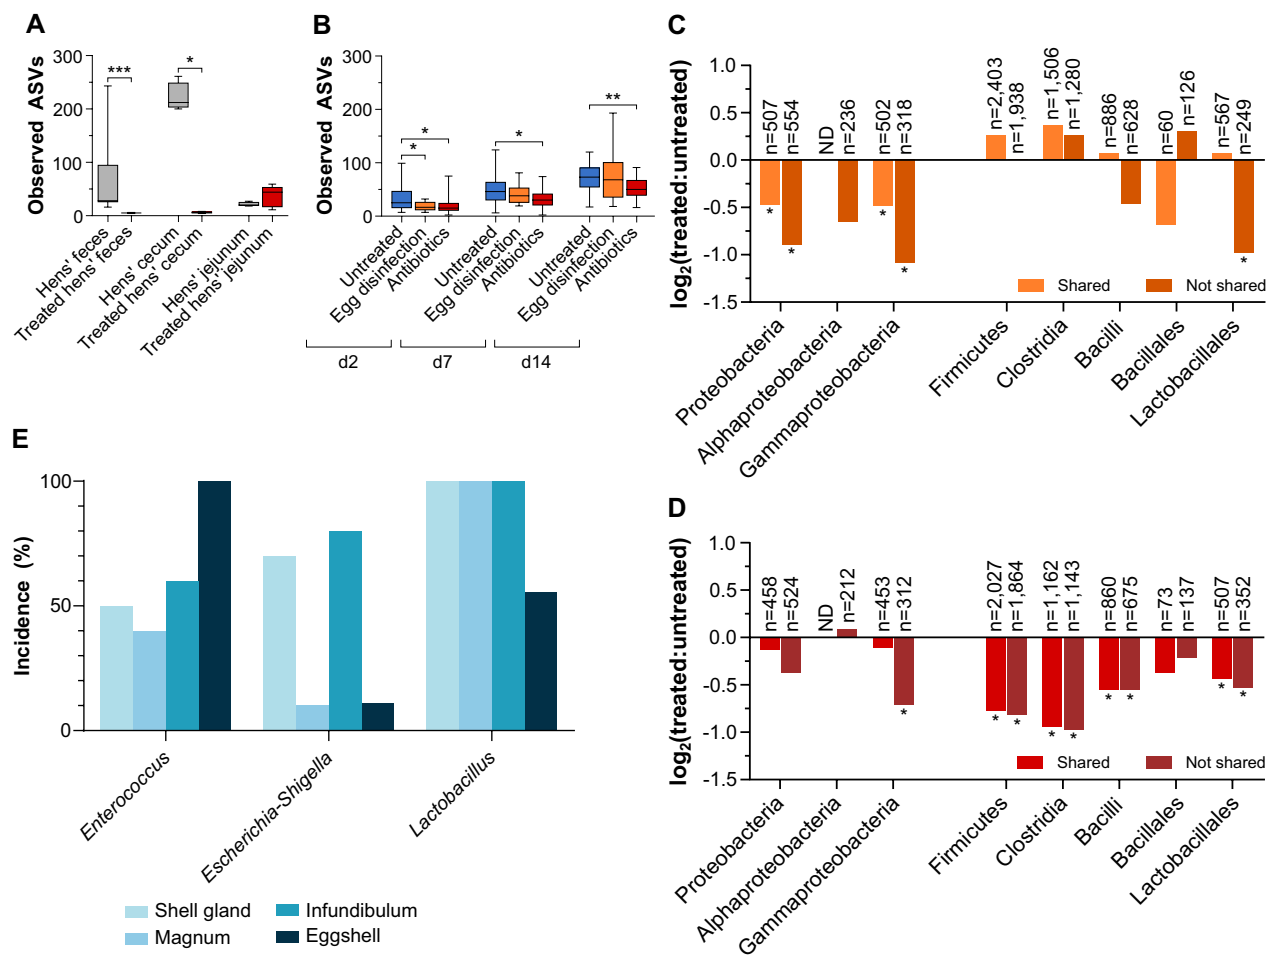 A
Observed ASVs
300
200
100
0
***
*
Hens' feces
Treated hens' feces
Hens' cecum
Treated hens' cecum
Hens' jejunum
Treated hens' jejunum
B
Observed ASVs
300
200
100
0
*
*
*
**
Untreated
Egg disinfection
Antibiotics
Untreated
Egg disinfection
Antibiotics
Untreated
Egg disinfection
Antibiotics
d2
d7
d14
C
log2(treated:untreated)
1.0
0.5
0.0
-0.5
-1.0
-1.5
n=507
n=554
ND
n=236
n=502
n=318
n=2,403
n=1,938
n=1,506
n=1,280
n=886
n=628
n=60
n=126
n=567
n=249
*
*
*
*
*
Shared
Not shared
Proteobacteria
Alphaproteobacteria
Gammaproteobacteria
Firmicutes
Clostridia
Bacilli
Bacillales
Lactobacillales
E
Incidence (%)
100
50
0
Enterococcus
Escherichia-Shigella
Lactobacillus
Shell gland
Infundibulum
Magnum
Eggshell
D
log2(treated:untreated)
1.0
0.5
0.0
-0.5
-1.0
-1.5
n=458
n=524
ND
n=212
n=453
n=312
n=2,027
n=1,864
n=1,162
n=1,143
n=860
n=675
n=73
n=137
n=507
n=352
*
*
*
*
*
*
*
*
*
Shared
Not shared
Proteobacteria
Alphaproteobacteria
Gammaproteobacteria
Firmicutes
Clostridia
Bacilli
Bacillales
Lactobacillales